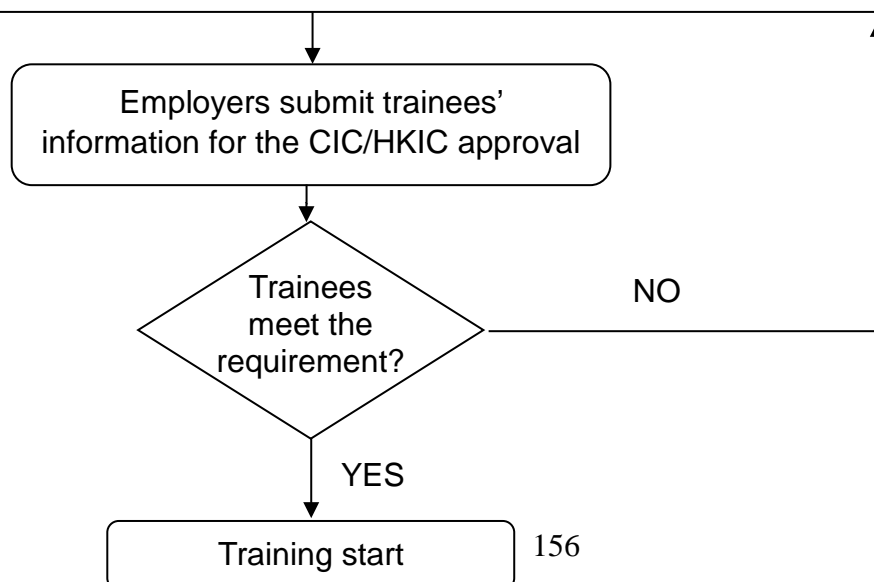 Employers submit trainees’
information for the CIC/HKIC approval
Trainees
meet the
requirement?
NO
YES
Training start
156